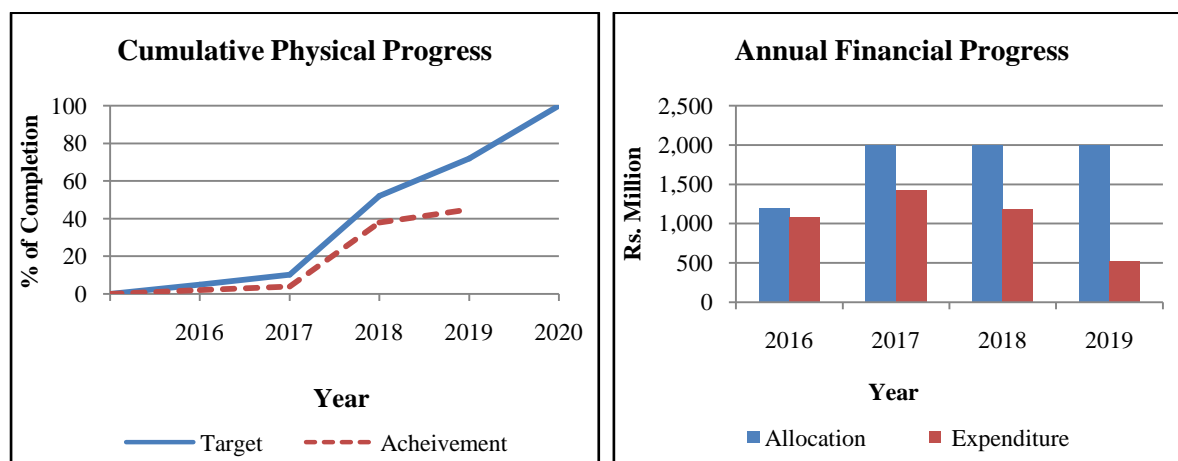 Cumulative Physical Progress
% of Completion
100
80
60
40
20
0
2016 2017 2018 2019 2020
Year
Target Acheivement
Annual Financial Progress
Rs. Million
2,500
2,000
1,500
1,000
500
0
2016 2017 2018 2019
Year
Allocation Expenditure